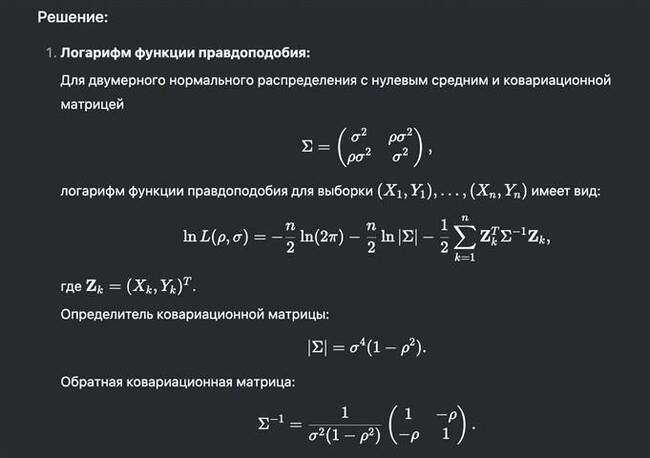 Решение:
1. Логарифм функции правдоподобия:
Для двумерного нормального распределения с нулевым средним и ковариационной
матрицей
Σ = (σ² ρσ² ρσ² σ²),
логарифм функции правдоподобия для выборки (X₁, Y₁), . . . , (Xₙ, Yₙ) имеет вид:
ln L(ρ, σ) = −n/2 ln(2π) − n/2 ln |Σ| − 1/2 ∑ₖ₌₁ⁿ Zₖᵀ Σ⁻¹ Zₖ,
где Zₖ = (Xₖ, Yₖ)ᵀ.
Определитель ковариационной матрицы:
|Σ| = σ⁴(1 − ρ²).
Обратная ковариационная матрица:
Σ⁻¹ = 1/σ²(1 − ρ²) (1 −ρ −ρ 1).